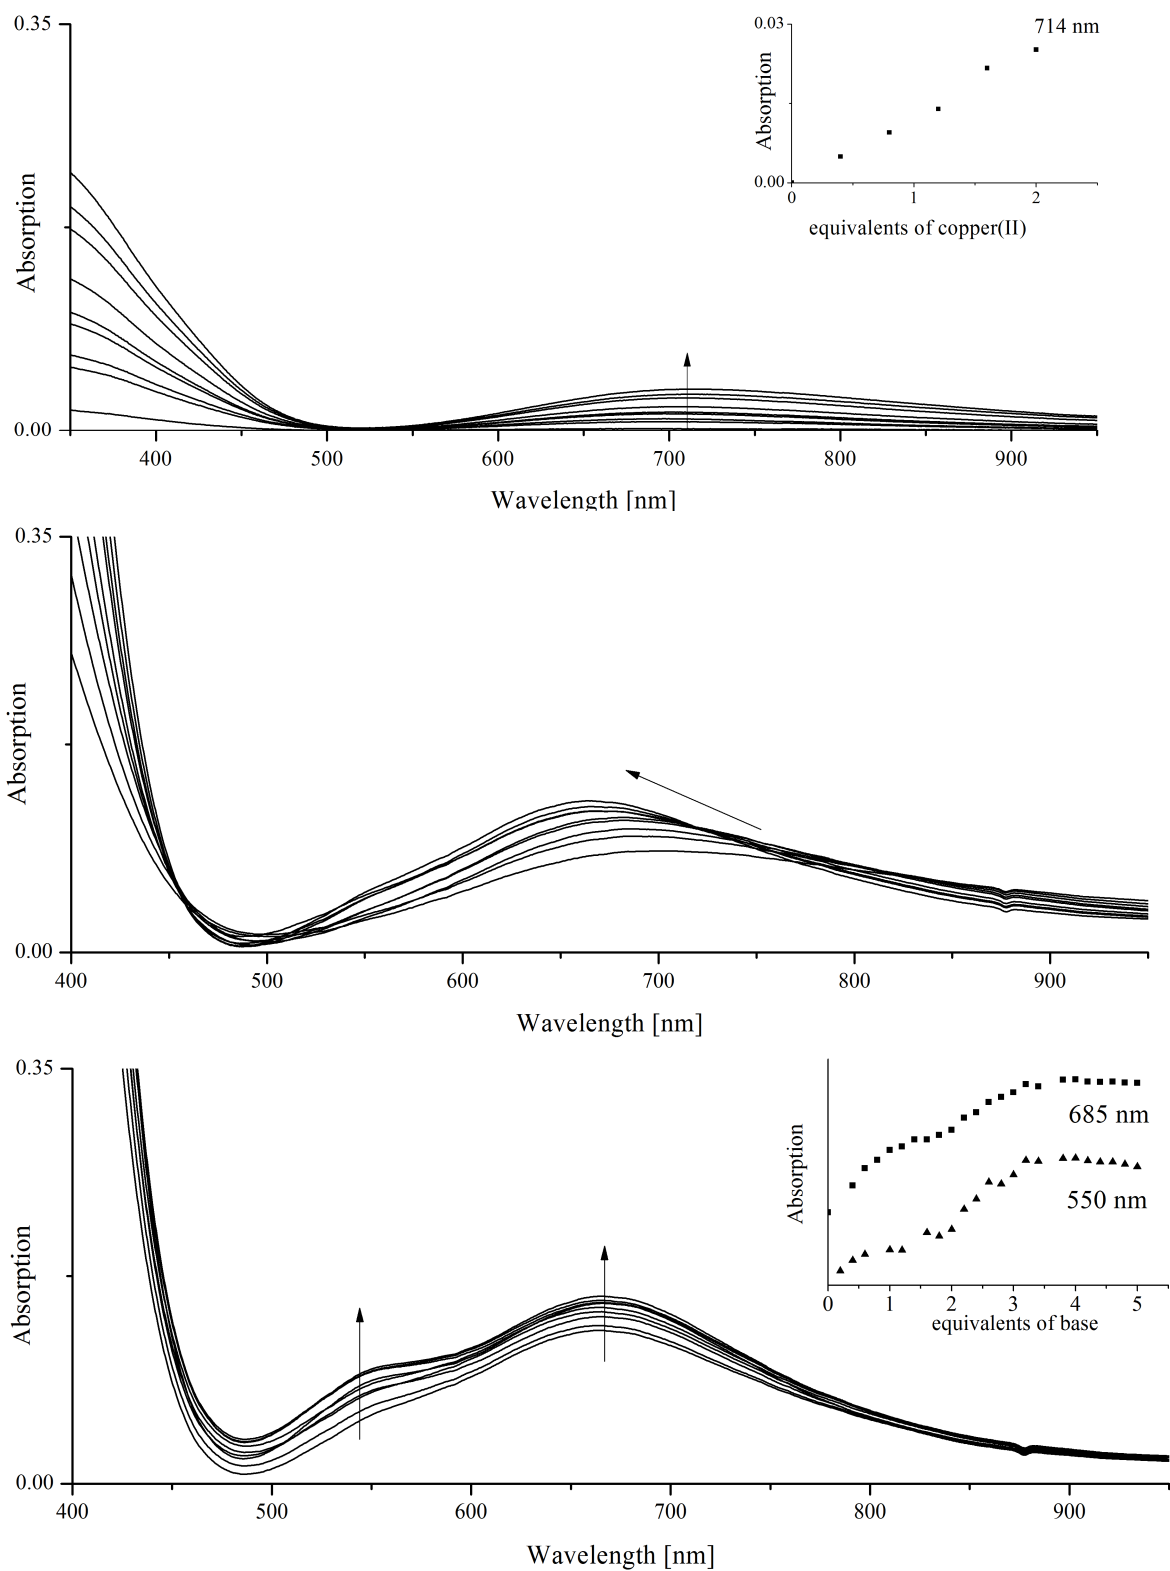 0.35
Absorption
0.00
400
500
600
700
800
900
Wavelength [nm]
0.03
714 nm
Absorption
0.00
0
1
2
equivalents of copper(II)
0.35
Absorption
0.00
400
500
600
700
800
900
Wavelength [nm]
0.35
Absorption
0.00
400
500
600
700
800
900
Wavelength [nm]
Absorption
685 nm
550 nm
0
1
2
3
4
5
equivalents of base